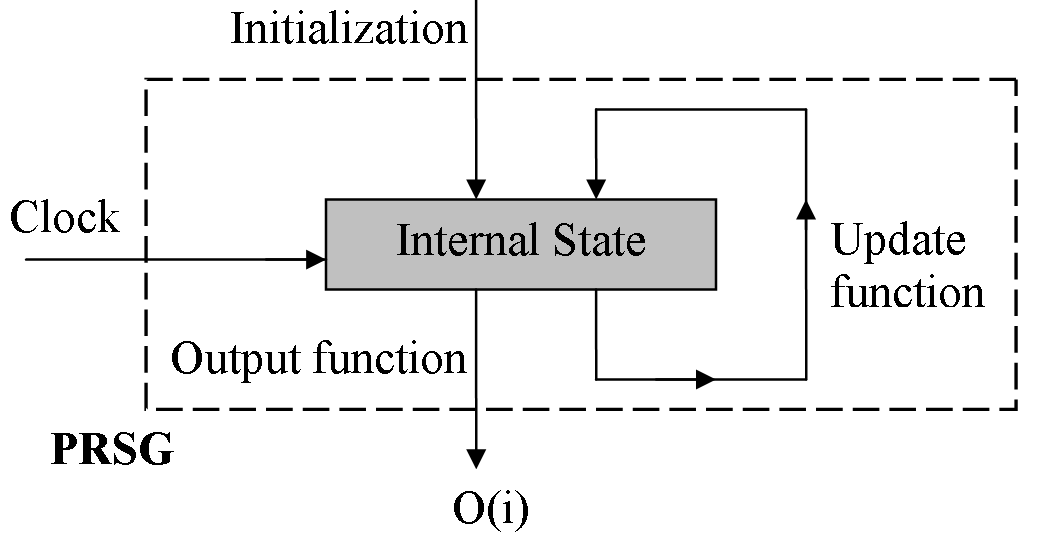 Initialization
Clock
Internal State
Update
function
Output function
PRSG
O(i)